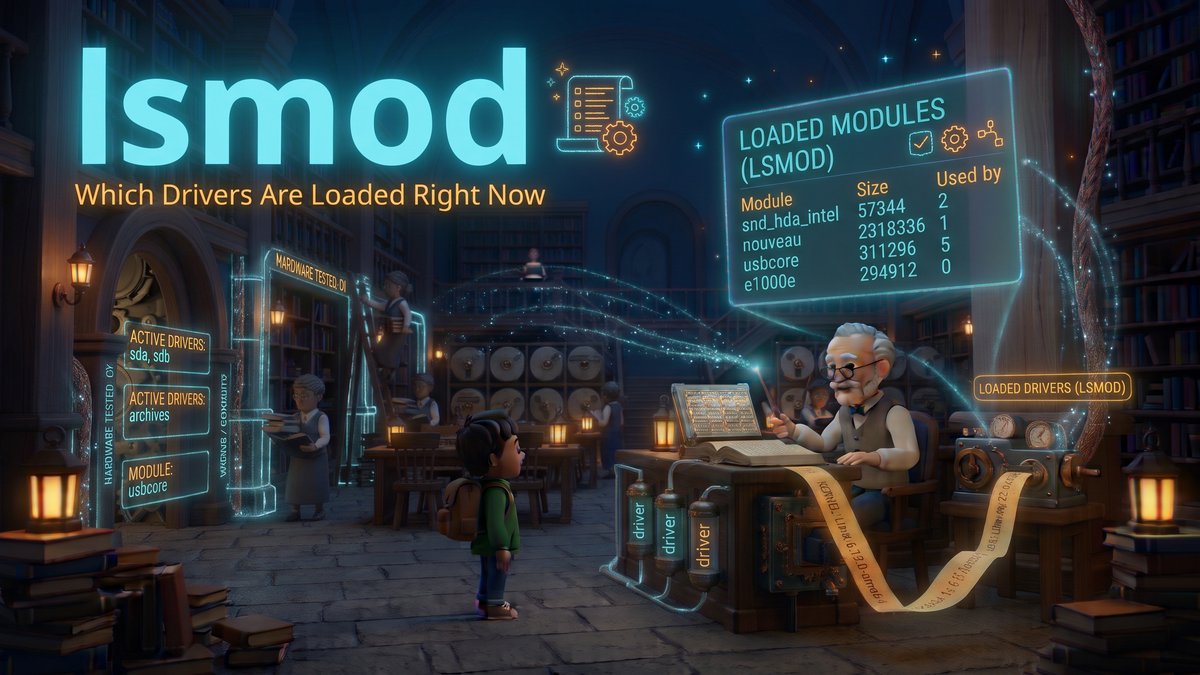 lsmod
Which Drivers Are Loaded Right Now
LOADED MODULES
(LSMOD)
Module Size Used by
snd_hda_intel 57344 2
nouveau 2318336 1
usbcore 311296 5
e1000e 294912 0
MARDWARE TESTED.
ACTIVE DRIVERS:
sda, sdb
ACTIVE DRIVERS:
archives
MODULE:
usbcore
HARDWARE TESTED
LOADED DRIVERS (LSMOD)
driver
driver
driver